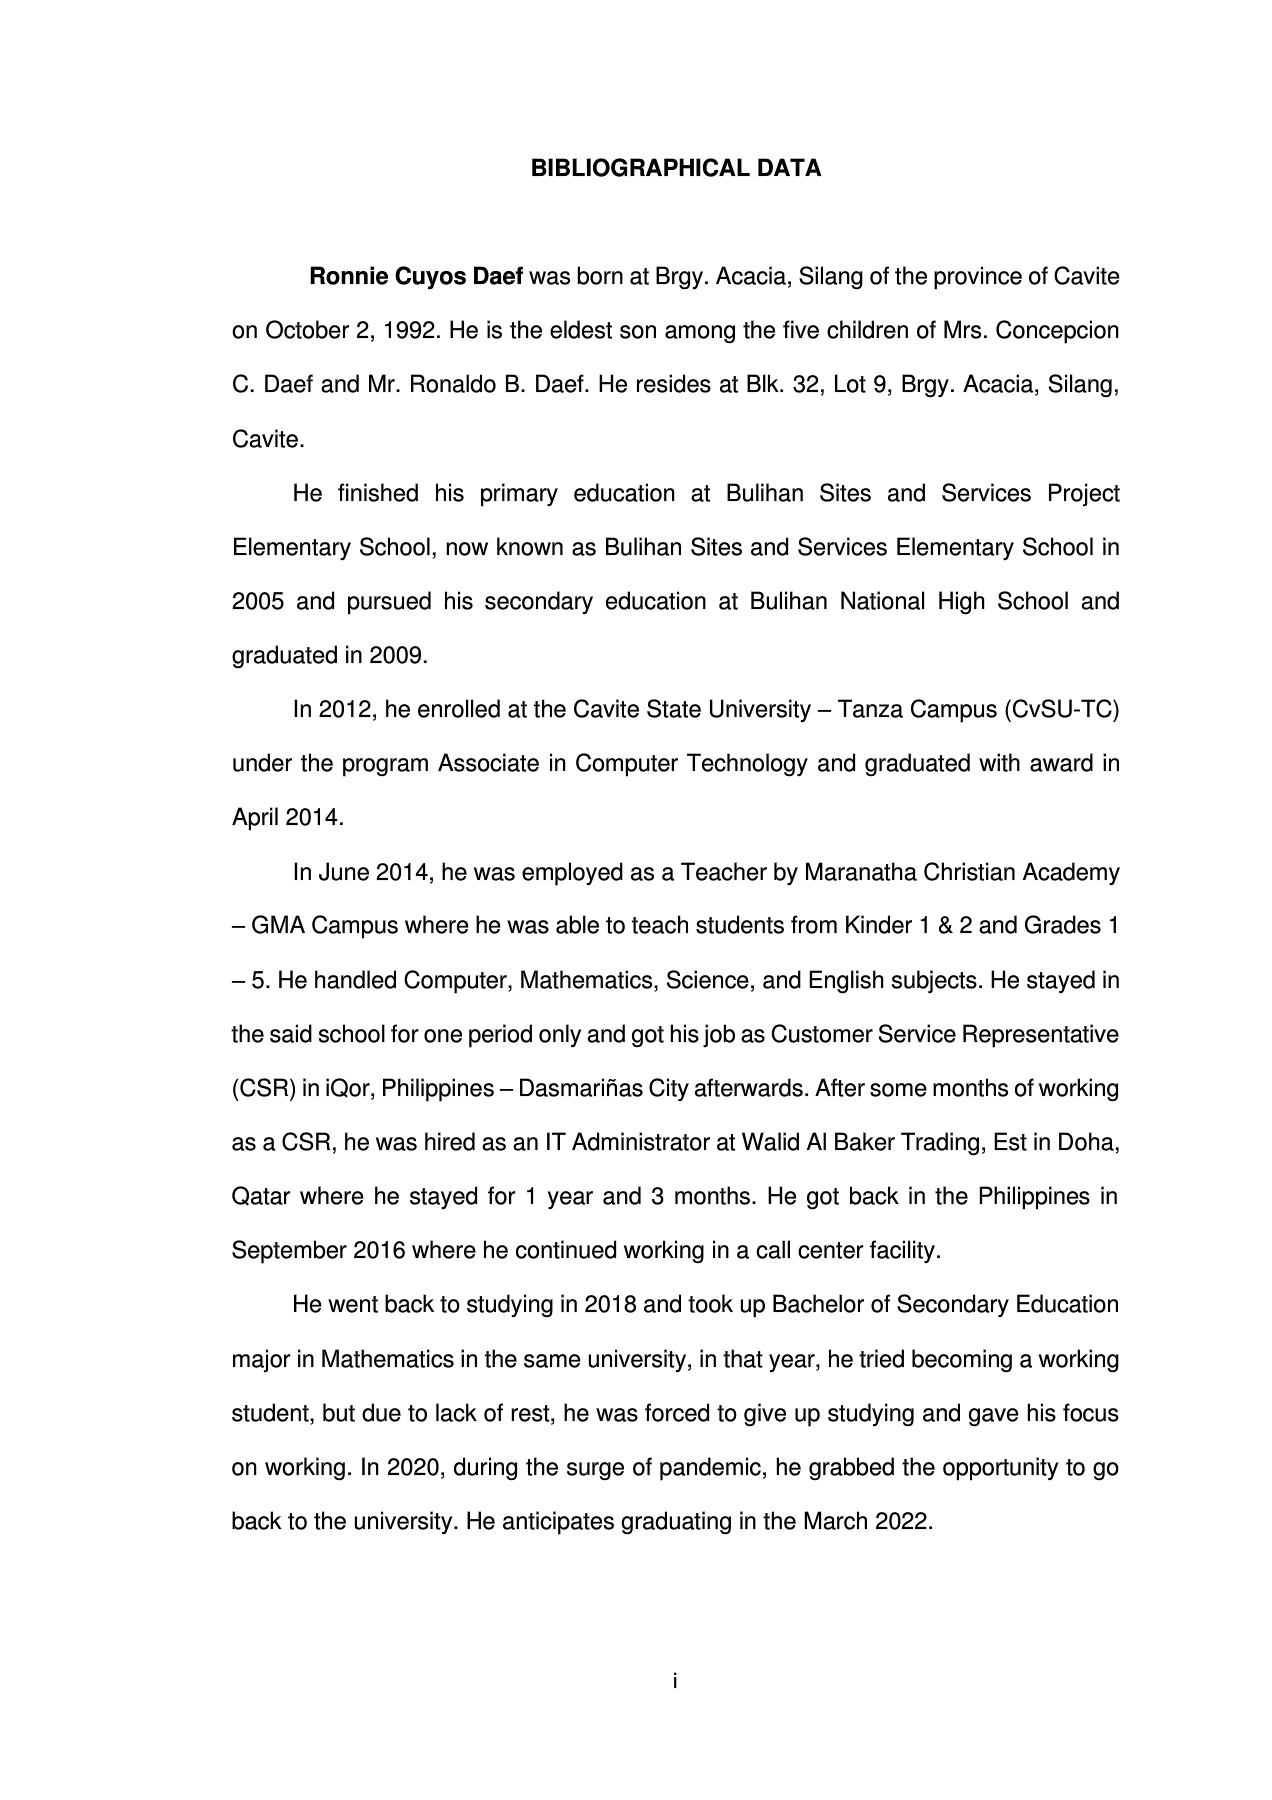 BIBLIOGRAPHICAL DATA
Ronnie Cuyos Daef was born at Brgy. Acacia, Silang of the province of Cavite
on October 2, 1992. He is the eldest son among the five children of Mrs. Concepcion
C. Daef and Mr. Ronaldo B. Daef. He resides at Blk. 32, Lot 9, Brgy. Acacia, Silang,
Cavite.
He finished his primary education at Bulihan Sites and Services Project
Elementary School, now known as Bulihan Sites and Services Elementary School in
2005 and pursued his secondary education at Bulihan National High School and
graduated in 2009.
In 2012, he enrolled at the Cavite State University – Tanza Campus (CvSU-TC)
under the program Associate in Computer Technology and graduated with award in
April 2014.
In June 2014, he was employed as a Teacher by Maranatha Christian Academy
– GMA Campus where he was able to teach students from Kinder 1 & 2 and Grades 1
– 5. He handled Computer, Mathematics, Science, and English subjects. He stayed in
the said school for one period only and got his job as Customer Service Representative
(CSR) in iQor, Philippines – Dasmariñas City afterwards. After some months of working
as a CSR, he was hired as an IT Administrator at Walid Al Baker Trading, Est in Doha,
Qatar where he stayed for 1 year and 3 months. He got back in the Philippines in
September 2016 where he continued working in a call center facility.
He went back to studying in 2018 and took up Bachelor of Secondary Education
major in Mathematics in the same university, in that year, he tried becoming a working
student, but due to lack of rest, he was forced to give up studying and gave his focus
on working. In 2020, during the surge of pandemic, he grabbed the opportunity to go
back to the university. He anticipates graduating in the March 2022.
i